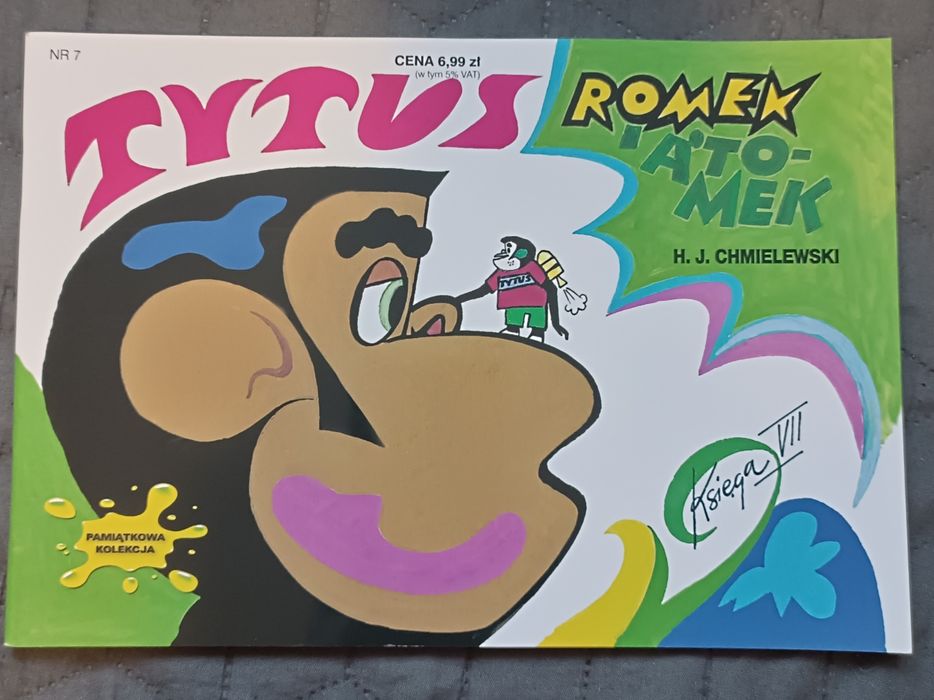 NR 7
CENA 6,99 zł
(w tym 5% VAT)
TYTUS
ROMEK
I A'TO-
MEK
H. J. CHMIELEWSKI
TYTUS
Księga VII
PAMIĄTKOWA
KOLEKCJA